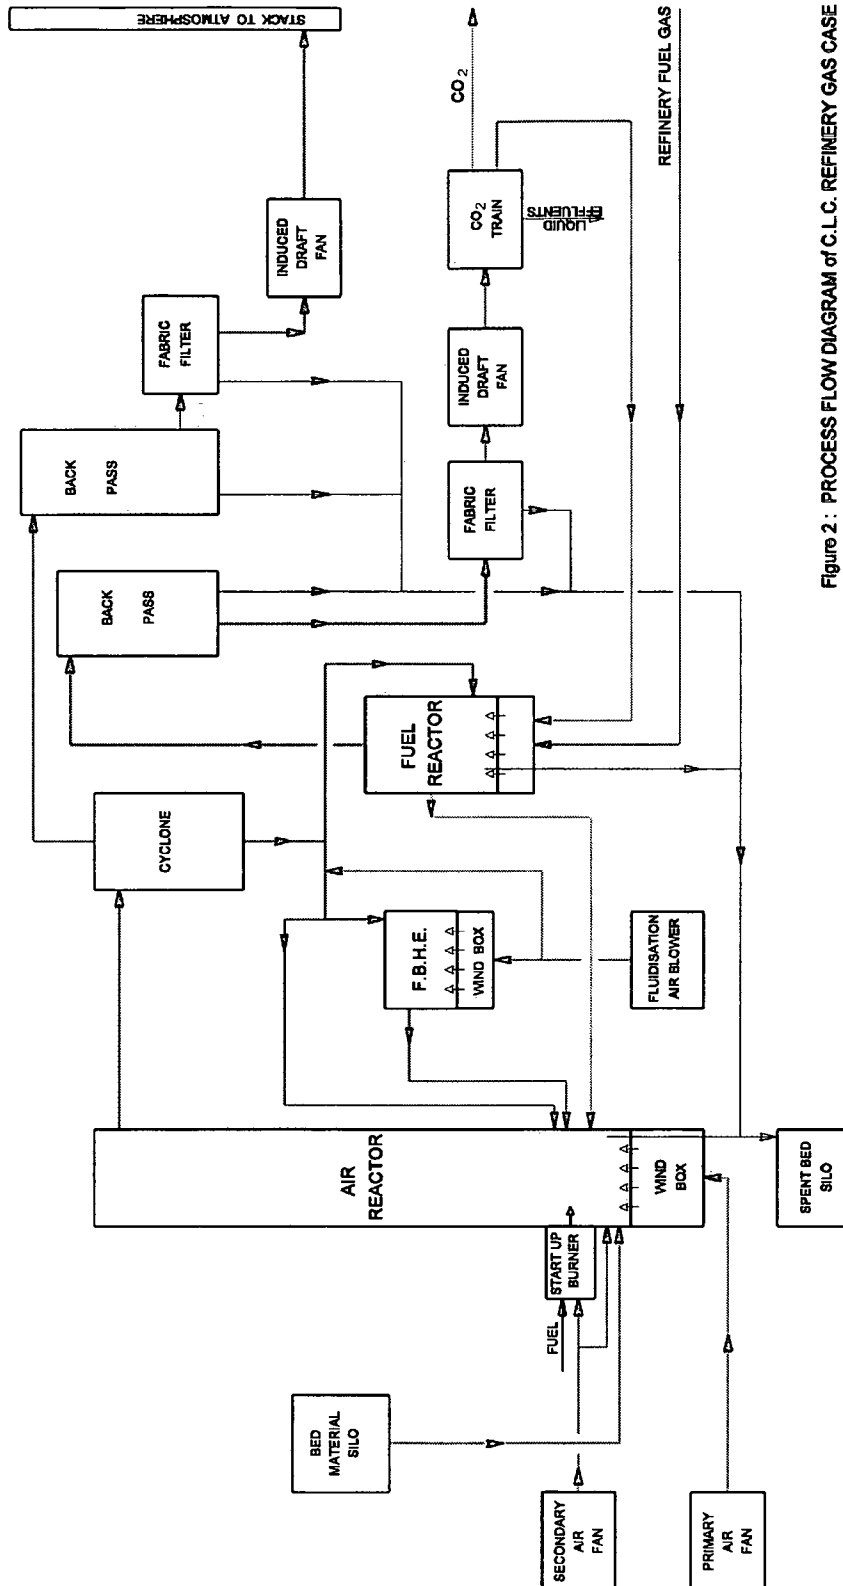 STACK TO ATMOSPHERE
INDUCED
DRAFT
FAN
FABRIC
FILTER
BACK
PASS
BACK
PASS
CO2
REFINERY FUEL GAS
CO2
TRAIN
LIQUID
EFFLUENTS
INDUCED
DRAFT
FAN
FABRIC
FILTER
FUEL
REACTOR
CYCLONE
F.B.H.E.
WIND BOX
FLUIDISATION
AIR BLOWER
AIR
REACTOR
WIND
BOX
SPENT BED
SILO
START UP
BURNER
FUEL
BED
MATERIAL
SILO
SECONDARY
AIR
FAN
PRIMARY
AIR
FAN
Figure 2 : PROCESS FLOW DIAGRAM of C.L.C. REFINERY GAS CASE